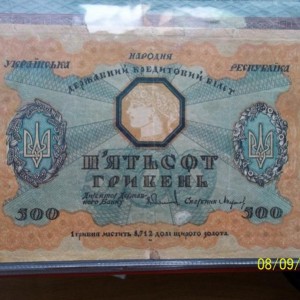 УКРАЇНСЬКА НАРОДНЯ РЕСПУБЛІКА
ДЕРЖАВНИЙ КРЕДИТОВИЙ БІЛЕТ
П'ЯТЬСОТ
ГРИВЕНЬ
500
500
1 гривня містить 8,712 долі щирого золота
08/09